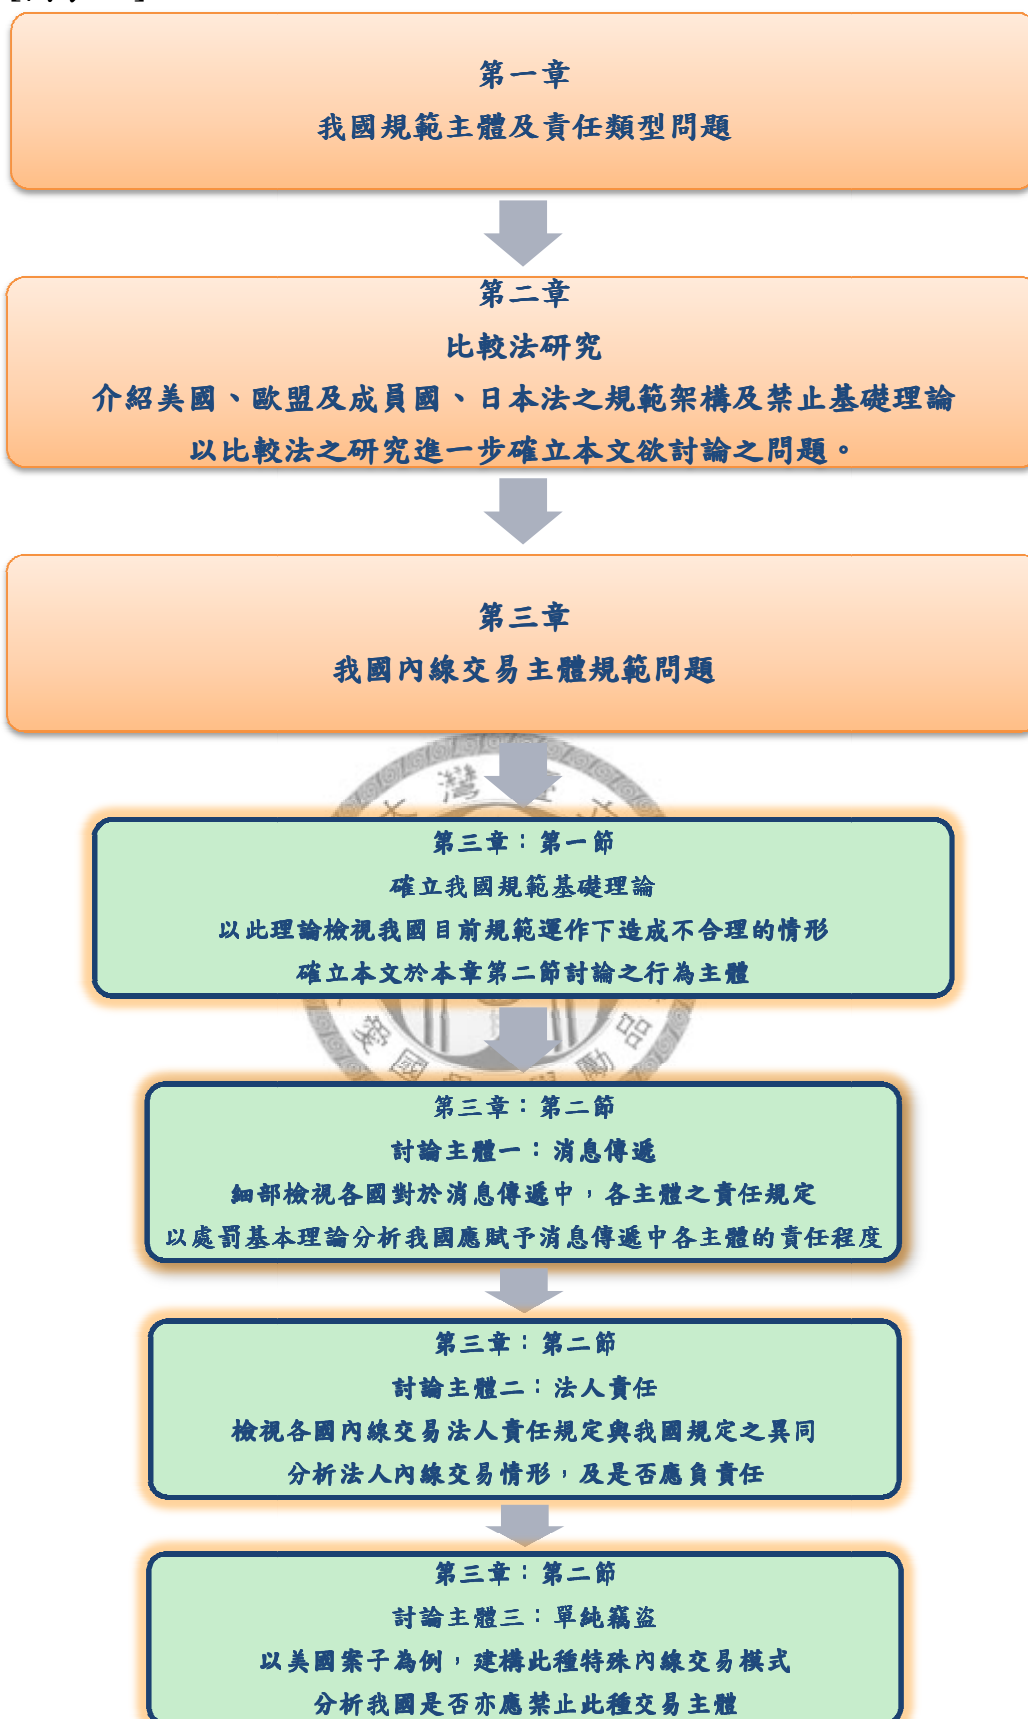 第一章
我國規範主體及責任類型問題
第二章
比較法研究
介紹美國、歐盟及成員國、日本法之規範架構及禁止基礎理論
以比較法之研究進一步確立本文欲討論之問題。
第三章
我國內線交易主體規範問題
灣
第三章：第一節
確立我國規範基礎理論
以此理論檢視我國目前規範運作下造成不合理的情形
確立本文於本章第二節討論之行為主體
愛 國 勵 品
第三章：第二節
討論主體一：消息傳遞
細部檢視各國對於消息傳遞中，各主體之責任規定
以處罰基本理論分析我國應賦予消息傳遞中各主體的責任程度
第三章：第二節
討論主體二：法人責任
檢視各國內線交易法人責任規定與我國規定之異同
分析法人內線交易情形，及是否應負責任
第三章：第二節
討論主體三：單純竊盜
以美國案子為例，建構此種特殊內線交易模式
分析我國是否亦應禁止此種交易主體